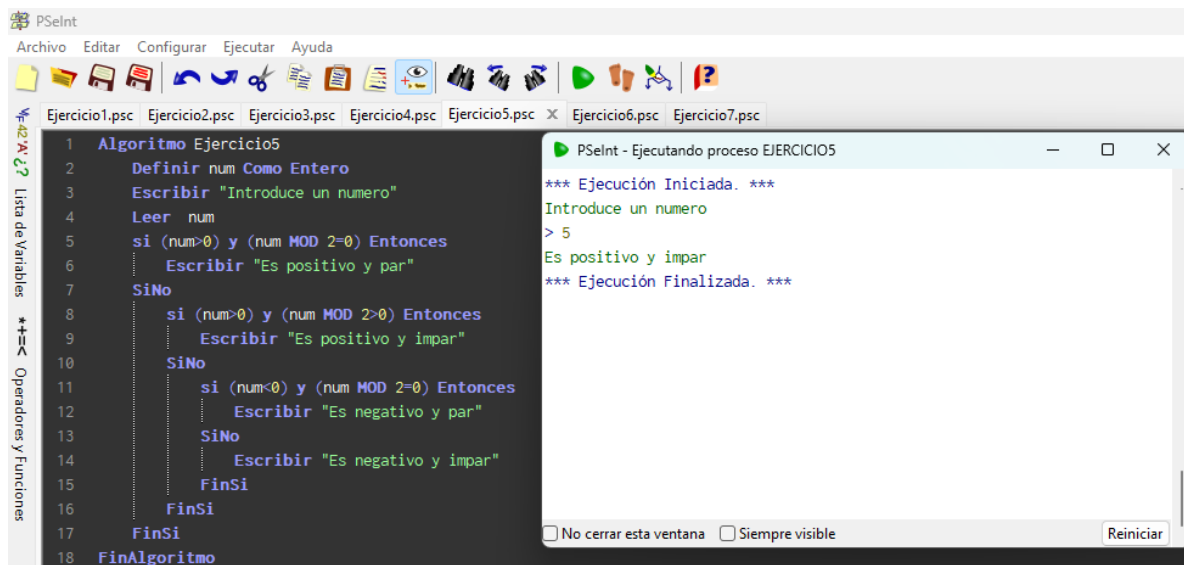 PSeInt
Archivo Editar Configurar Ejecutar Ayuda
Ejercicio1.psc Ejercicio2.psc Ejercicio3.psc Ejercicio4.psc Ejercicio5.psc X Ejercicio6.psc Ejercicio7.psc
*42'A'¿? Lista de Variables
*+=< Operadores y Funciones
1 Algoritmo Ejercicio5
2 Definir num Como Entero
3 Escribir "Introduce un numero"
4 Leer num
5 si (num>0) y (num MOD 2=0) Entonces
6 Escribir "Es positivo y par"
7 SiNo
8 si (num>0) y (num MOD 2>0) Entonces
9 Escribir "Es positivo y impar"
10 SiNo
11 si (num<0) y (num MOD 2=0) Entonces
12 Escribir "Es negativo y par"
13 SiNo
14 Escribir "Es negativo y impar"
15 FinSi
16 FinSi
17 FinSi
18 FinAlgoritmo
PSeInt - Ejecutando proceso EJERCICIO5
*** Ejecución Iniciada. ***
Introduce un numero
> 5
Es positivo y impar
*** Ejecución Finalizada. ***
No cerrar esta ventana Siempre visible Reiniciar